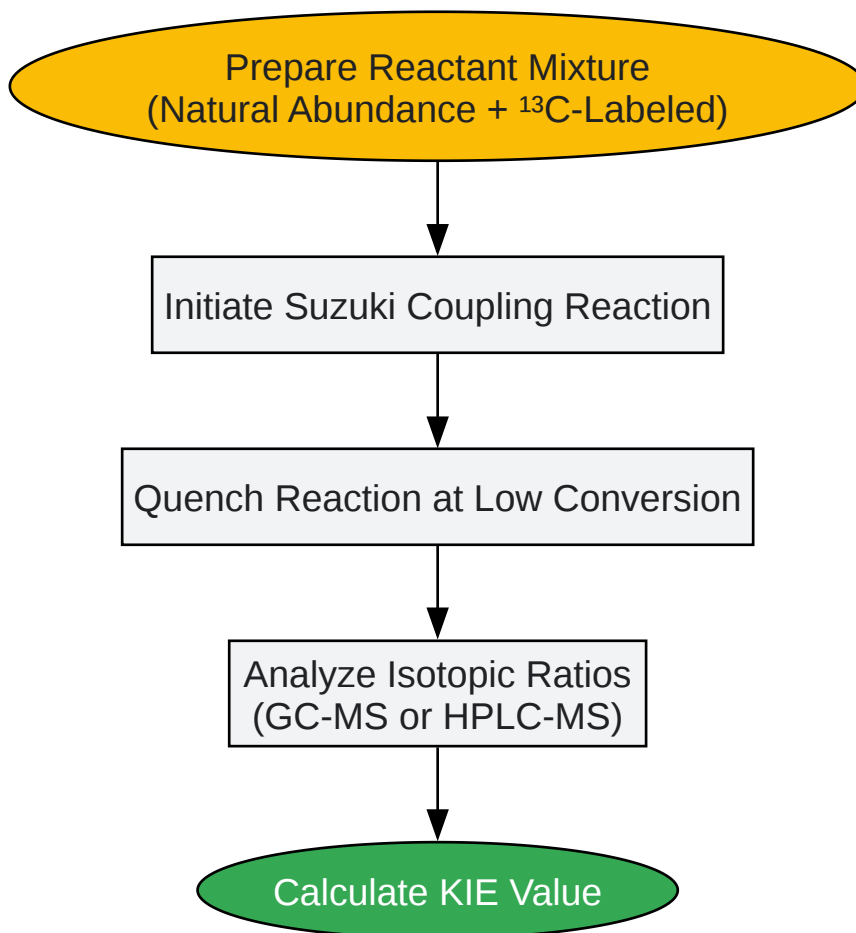 Prepare Reactant Mixture
(Natural Abundance + ¹³C-Labeled)
Initiate Suzuki Coupling Reaction
Quench Reaction at Low Conversion
Analyze Isotopic Ratios
(GC-MS or HPLC-MS)
Calculate KIE Value